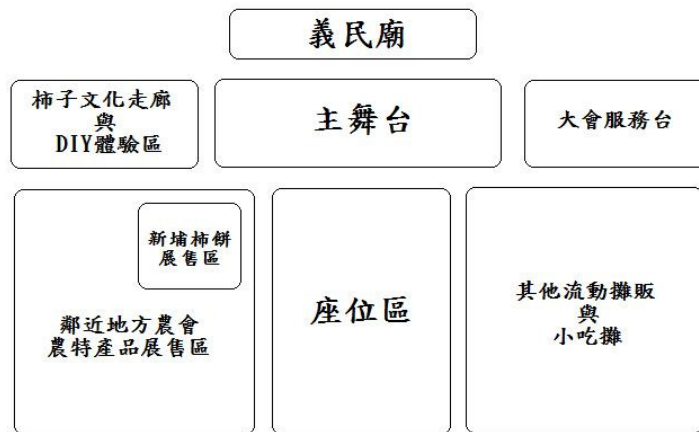 義民廟
柿子文化走廊
與
DIY體驗區
主舞台
大會服務台
新埔柿餅
展售區
鄰近地方農會
農特產品展售區
座位區
其他流動攤販
與
小吃攤